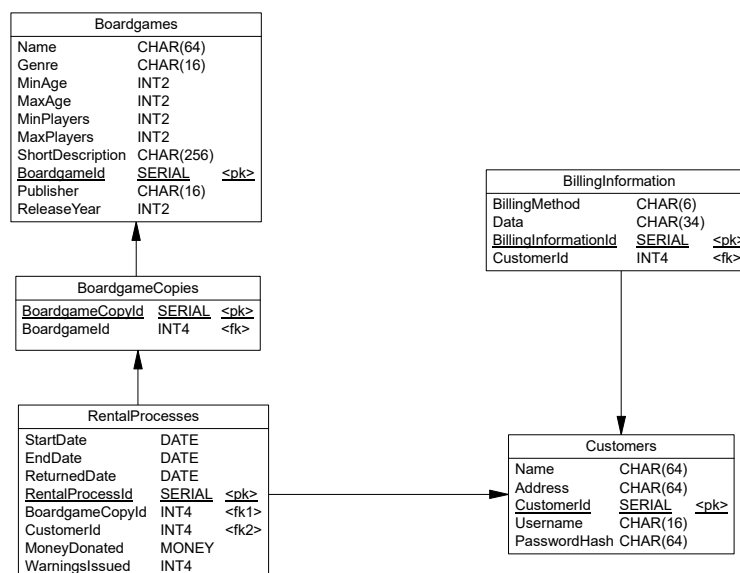 Boardgames
Name CHAR(64)
Genre CHAR(16)
MinAge INT2
MaxAge INT2
MinPlayers INT2
MaxPlayers INT2
ShortDescription CHAR(256)
BoardgameId SERIAL <pk>
Publisher CHAR(16)
ReleaseYear INT2
BillingInformation
BillingMethod CHAR(6)
Data CHAR(34)
BillingInformationId SERIAL <pk>
CustomerId INT4 <fk>
BoardgameCopies
BoardgameCopyId SERIAL <pk>
BoardgameId INT4 <fk>
RentalProcesses
StartDate DATE
EndDate DATE
ReturnedDate DATE
RentalProcessId SERIAL <pk>
BoardgameCopyId INT4 <fk1>
CustomerId INT4 <fk2>
MoneyDonated MONEY
WarningsIssued INT4
Customers
Name CHAR(64)
Address CHAR(64)
CustomerId SERIAL <pk>
Username CHAR(16)
PasswordHash CHAR(64)